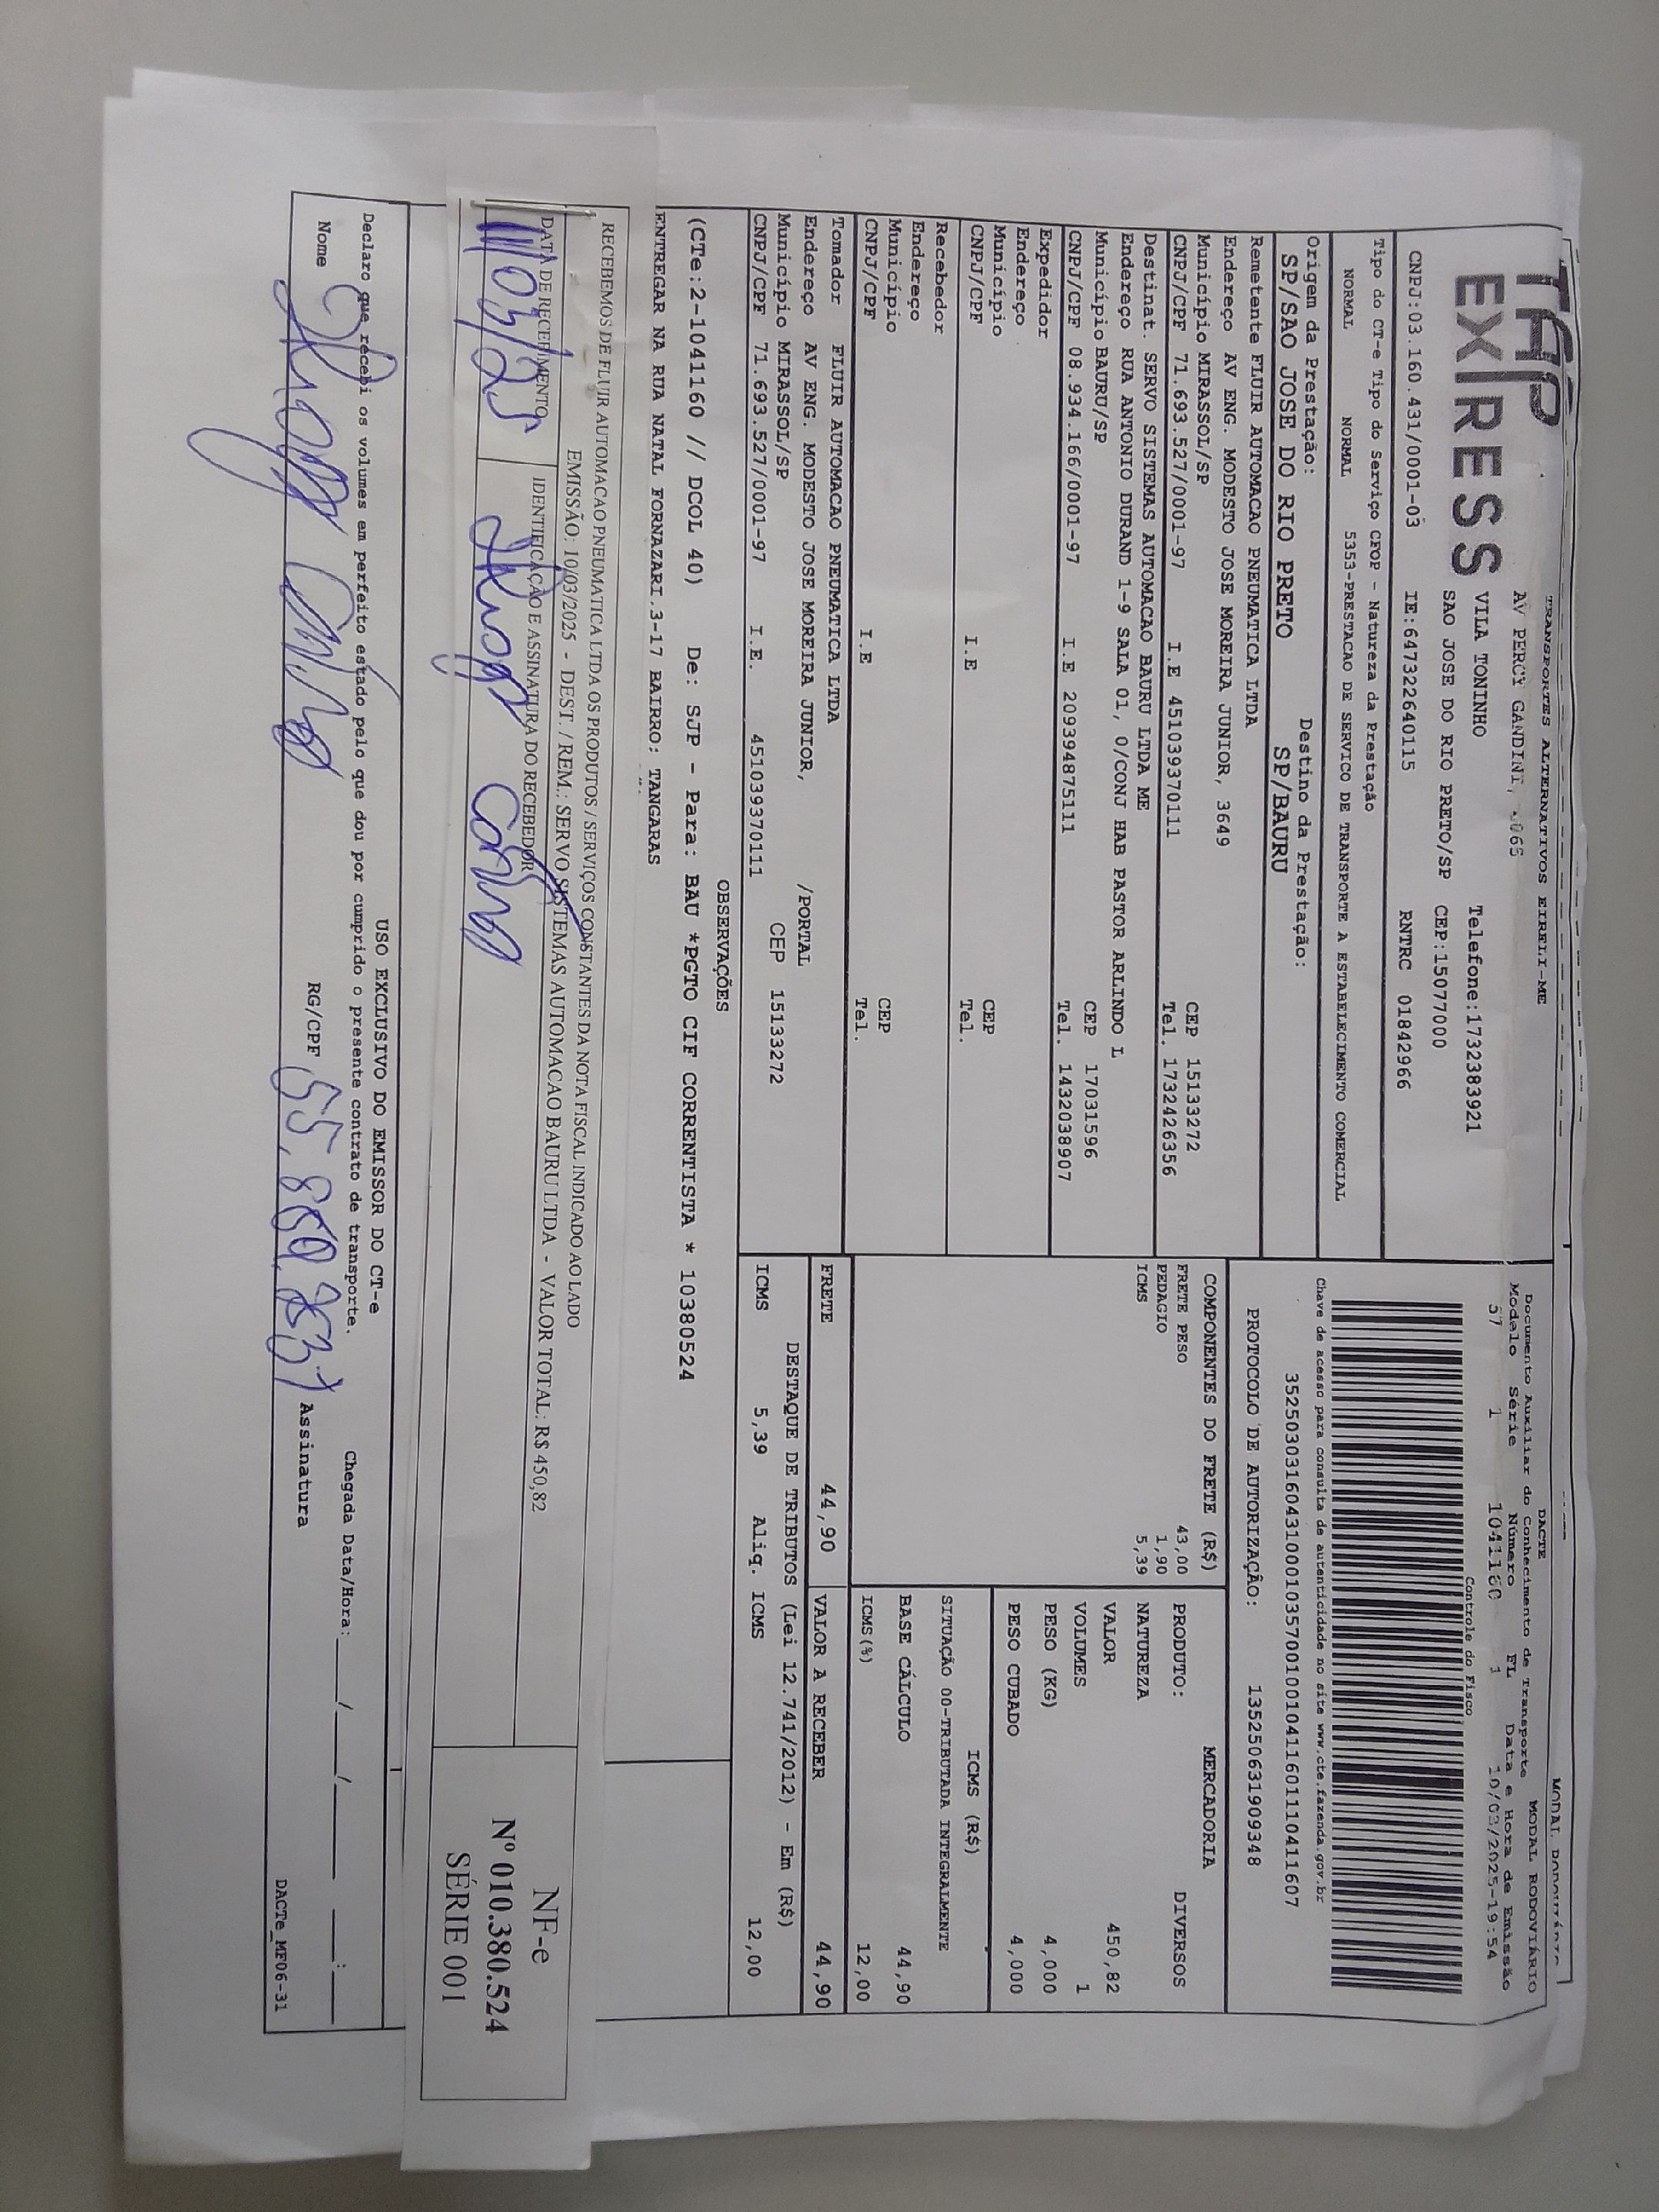 TAP
EXPRESS
TRANSPORTES ALTERNATIVOS EIRELI-ME
AV PERCY GANDINI,
VILA TONINHO
Telefone:1732383921
SAO JOSE DO RIO PRETO/SP CEP:15077000
CNPJ:03.160.431/0001-03 IE:647322640115 RNTRC 01842966
Tipo do CT-e Tipo do Serviço CFOP - Natureza da Prestação
NORMAL NORMAL 5353-PRESTACAO DE SERVICO DE TRANSPORTE A ESTABELECIMENTO COMERCIAL
Origem da Prestação: Destino da Prestação:
SP/SAO JOSE DO RIO PRETO SP/BAURU
MODAL RODOVIÁRIO
DACTE
Documento Auxiliar do Conhecimento de Transporte MODAL RODOVIÁRIO
Modelo Série Número FL Data e Hora de Emissão
57 1 1041160 1 10/03/2025-19:54
Controle do Fisco
Chave de acesso para consulta de autenticidade no site www.cte.fazenda.gov.br
35250303160431000103570010010411601110411607
PROTOCOLO DE AUTORIZAÇÃO: 135250631909348
Remetente FLUIR AUTOMACAO PNEUMATICA LTDA
Endereço AV ENG. MODESTO JOSE MOREIRA JUNIOR, 3649
Município MIRASSOL/SP CEP 15133272
CNPJ/CPF 71.693.527/0001-97 I.E 451039370111 Tel. 1732426356
Destinat. SERVO SISTEMAS AUTOMACAO BAURU LTDA ME
Endereço RUA ANTONIO DURAND 1-9 SALA 01, 0/CONJ HAB PASTOR ARLINDO L
Município BAURU/SP CEP 17031596
CNPJ/CPF 08.934.166/0001-97 I.E 209394875111 Tel. 1432038907
Expedidor
Endereço
Município CEP
CNPJ/CPF I.E Tel.
Recebedor
Endereço
Município CEP
CNPJ/CPF I.E Tel.
Tomador FLUIR AUTOMACAO PNEUMATICA LTDA
Endereço AV ENG. MODESTO JOSE MOREIRA JUNIOR, /PORTAL
Município MIRASSOL/SP CEP 15133272
CNPJ/CPF 71.693.527/0001-97 I.E. 451039370111
COMPONENTES DO FRETE (R$)
FRETE PESO 43,00
PEDAGIO 1,90
ICMS 5,39
MERCADORIA
PRODUTO: DIVERSOS
NATUREZA
VALOR 450,82
VOLUMES 1
PESO (KG) 4,000
PESO CUBADO 4,000
ICMS (R$)
SITUAÇÃO 00-TRIBUTADA INTEGRALMENTE
BASE CÁLCULO 44,90
ICMS(%) 12,00
FRETE 44,90 VALOR A RECEBER 44,90
DESTAQUE DE TRIBUTOS (Lei 12.741/2012) - Em (R$)
ICMS 5,39 Aliq. ICMS 12,00
OBSERVAÇÕES
(CTe:2-1041160 // DCOL 40) De: SJP - Para: BAU *PGTO CIF CORRENTISTA * 10380524
ENTREGAR NA RUA NATAL FORNAZARI.3-17 BAIRRO: TANGARAS
RECEBEMOS DE FLUIR AUTOMACAO PNEUMATICA LTDA OS PRODUTOS / SERVIÇOS CONSTANTES DA NOTA FISCAL INDICADO AO LADO
EMISSÃO: 10/03/2025 - DEST. / REM.: SERVO SISTEMAS AUTOMACAO BAURU LTDA - VALOR TOTAL: R$ 450,82
DATA DE RECEBIMENTO IDENTIFICAÇÃO E ASSINATURA DO RECEBEDOR
11/03/25
NF-e
Nº 010.380.524
SÉRIE 001
USO EXCLUSIVO DO EMISSOR DO CT-e
Declaro que recebi os volumes em perfeito estado pelo que dou por cumprido o presente contrato de transporte. Chegada Data/Hora: ____/____/____ ___:___
Nome RG/CPF Assinatura
DACTe_MF06-31